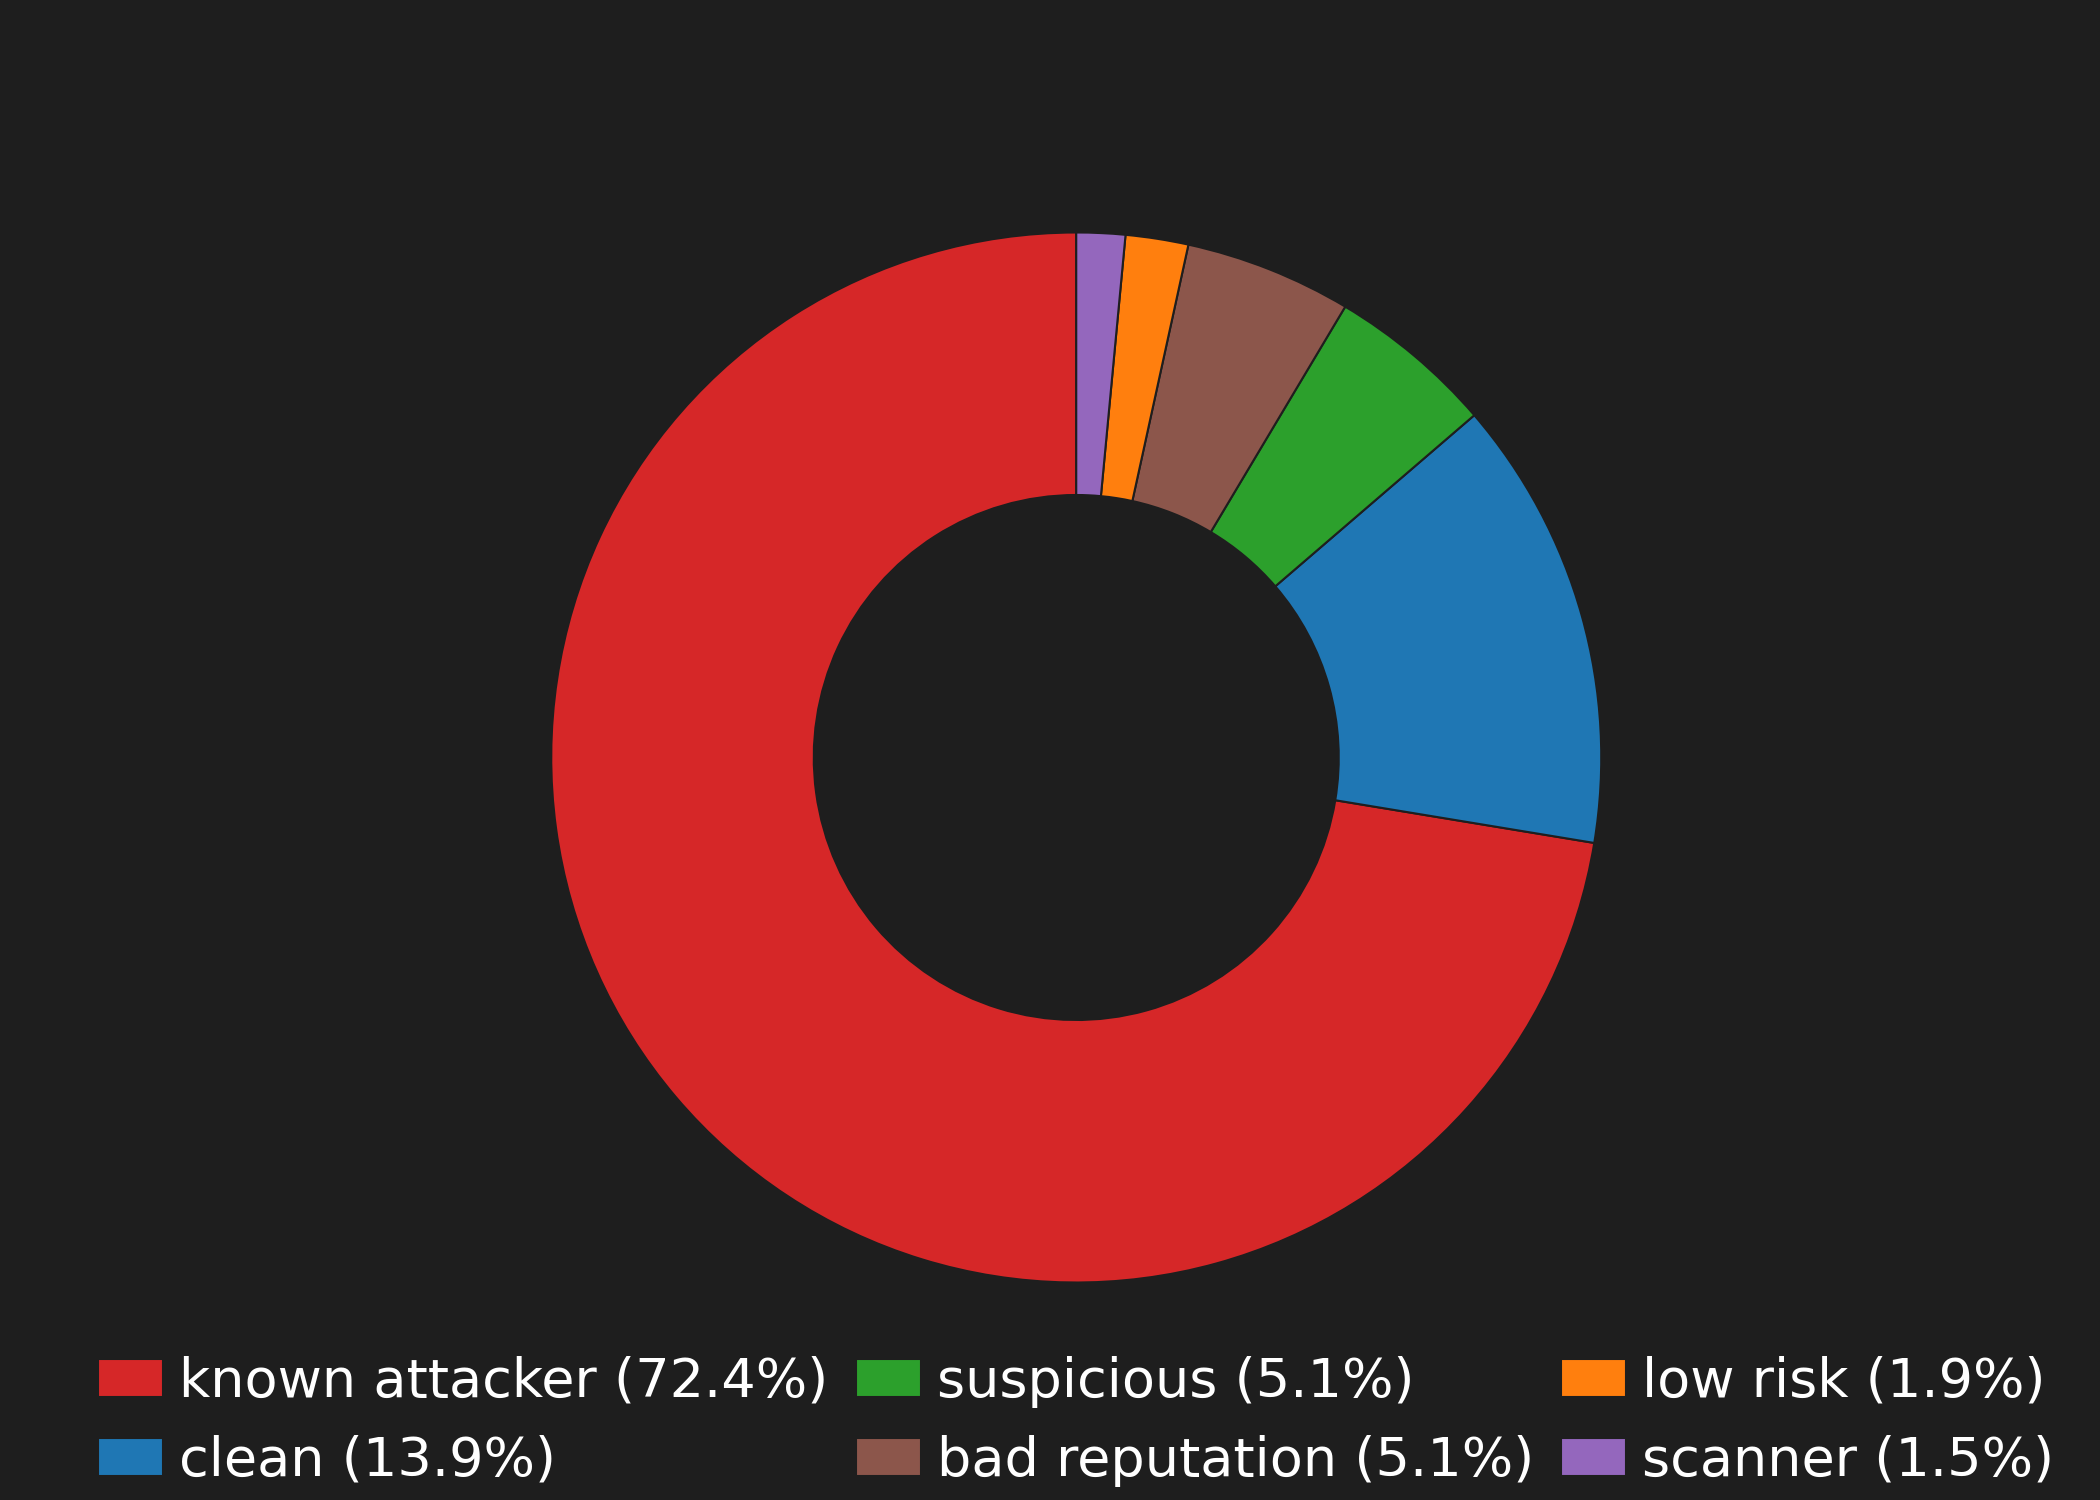 known attacker (72.4%)
clean (13.9%)
suspicious (5.1%)
bad reputation (5.1%)
low risk (1.9%)
scanner (1.5%)